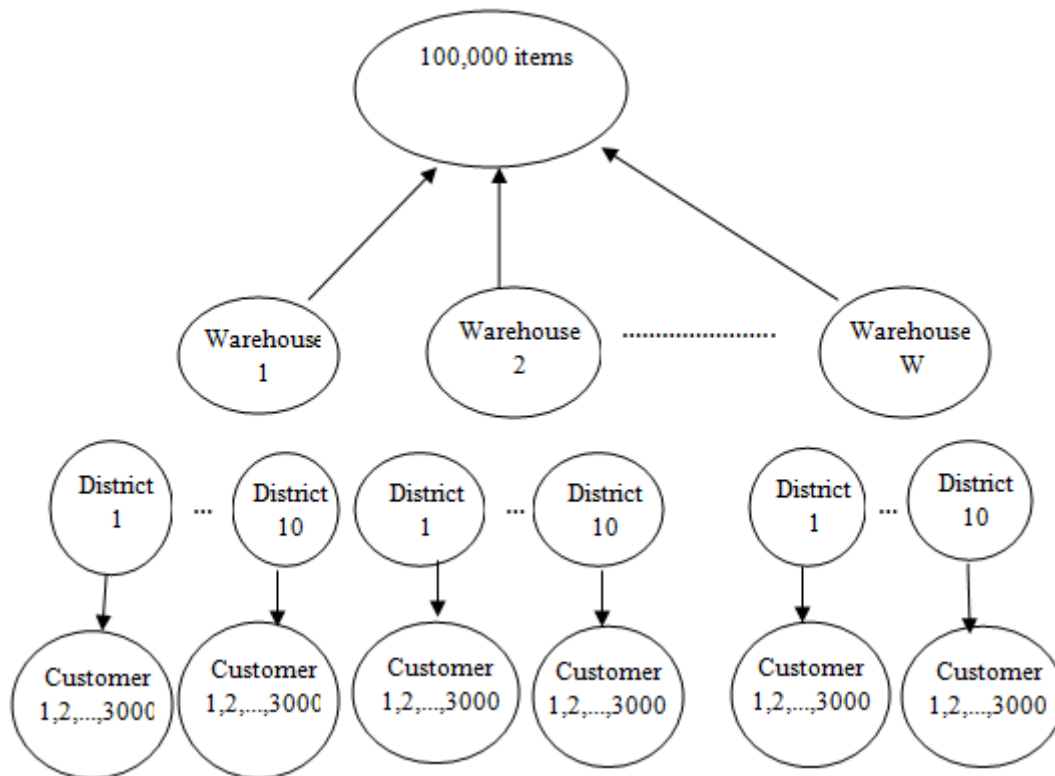 100,000 items
Warehouse
1
Warehouse
2
........................
Warehouse
W
District
1
...
District
10
District
1
...
District
10
District
1
...
District
10
Customer
1,2,...,3000
Customer
1,2,...,3000
Customer
1,2,...,3000
Customer
1,2,...,3000
Customer
1,2,...,3000
Customer
1,2,...,3000